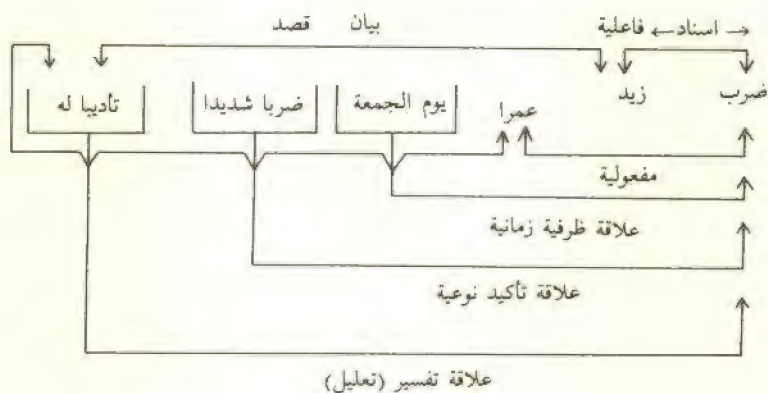 ← اسناد → فاعلية بيان قصد
ضرب زيد عمرا يوم الجمعة ضربا شديدا تأديبا له
مفعولية
علاقة ظرفية زمانية
علاقة تأكيد نوعية
علاقة تفسير (تعليل)